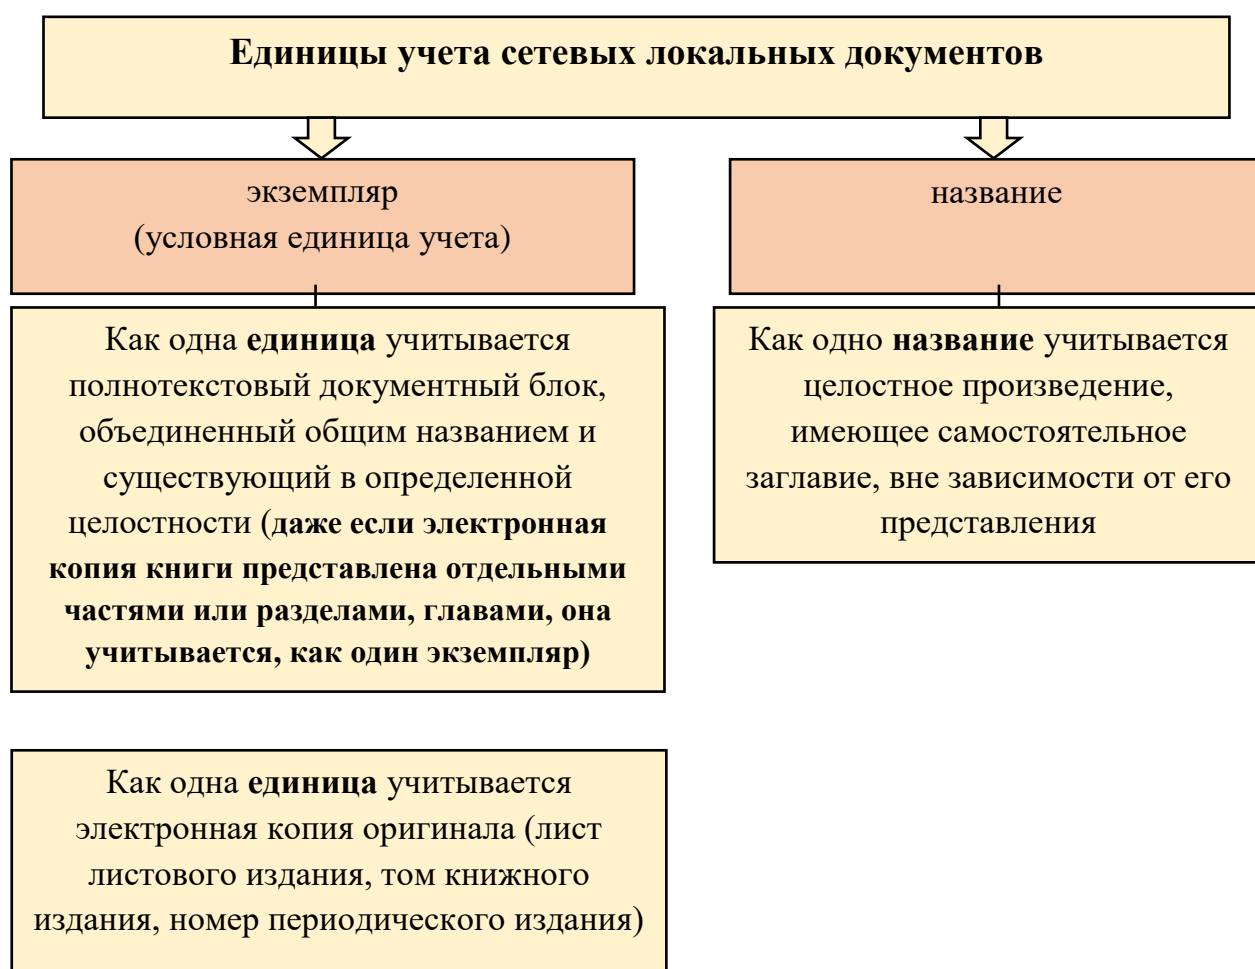 Единицы учета сетевых локальных документов
экземпляр
(условная единица учета)
название
Как одна единица учитывается
полнотекстовый документный блок,
объединенный общим названием и
существующий в определенной
целостности (даже если электронная
копия книги представлена отдельными
частями или разделами, главами, она
учитывается, как один экземпляр)
Как одно название учитывается
целостное произведение,
имеющее самостоятельное
заглавие, вне зависимости от его
представления
Как одна единица учитывается
электронная копия оригинала (лист
листового издания, том книжного
издания, номер периодического издания)